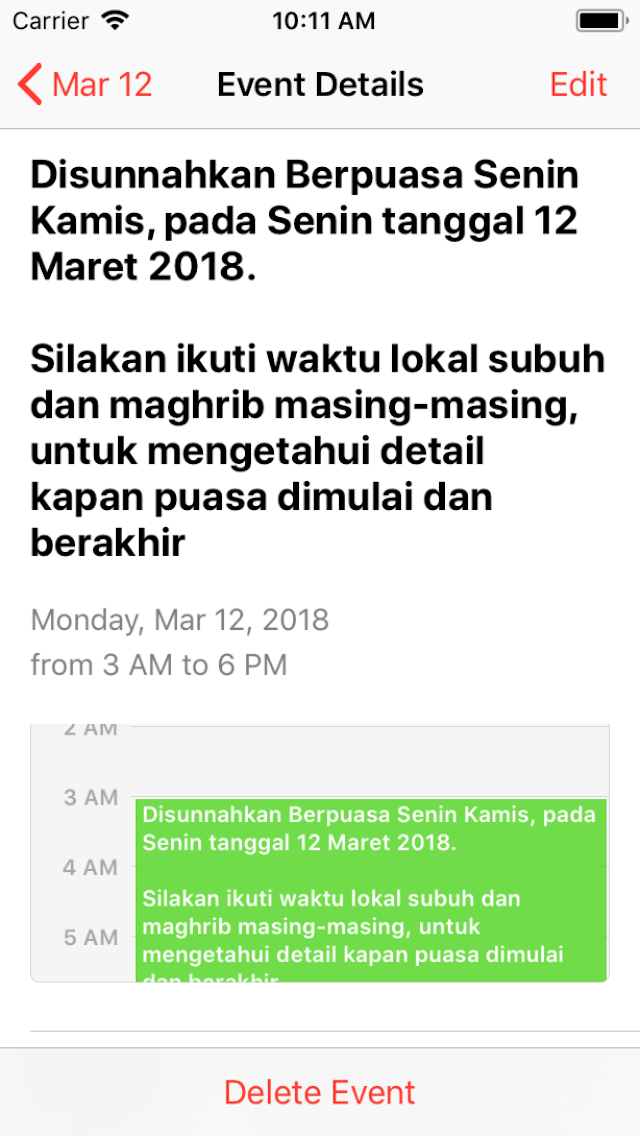 Carrier 10:11 AM
Mar 12 Event Details Edit
Disunnahkan Berpuasa Senin
Kamis, pada Senin tanggal 12
Maret 2018.
Silakan ikuti waktu lokal subuh
dan maghrib masing-masing,
untuk mengetahui detail
kapan puasa dimulai dan
berakhir
Monday, Mar 12, 2018
from 3 AM to 6 PM
2 AM
3 AM
Disunnahkan Berpuasa Senin Kamis, pada
Senin tanggal 12 Maret 2018.
4 AM
Silakan ikuti waktu lokal subuh dan
maghrib masing-masing, untuk
5 AM
mengetahui detail kapan puasa dimulai
dan berakhir
Delete Event